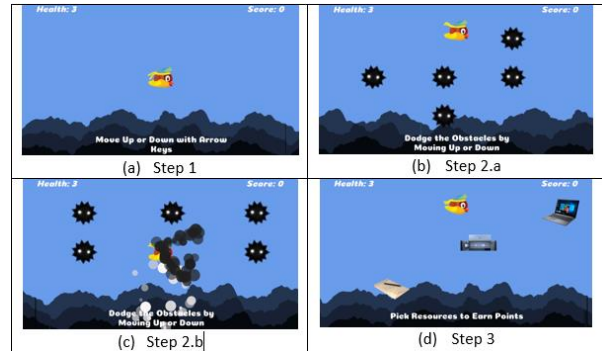 Health: 3 Score: 0
Move Up or Down with Arrow
Keys
(a) Step 1
Health: 3 Score: 0
Dodge the Obstacles by
Moving Up or Down
(b) Step 2.a
Health: 3 Score: 0
Dodge the Obstacles by
Moving Up or Down
(c) Step 2.b
Health: 3 Score: 0
Pick Resources to Earn Points
(d) Step 3